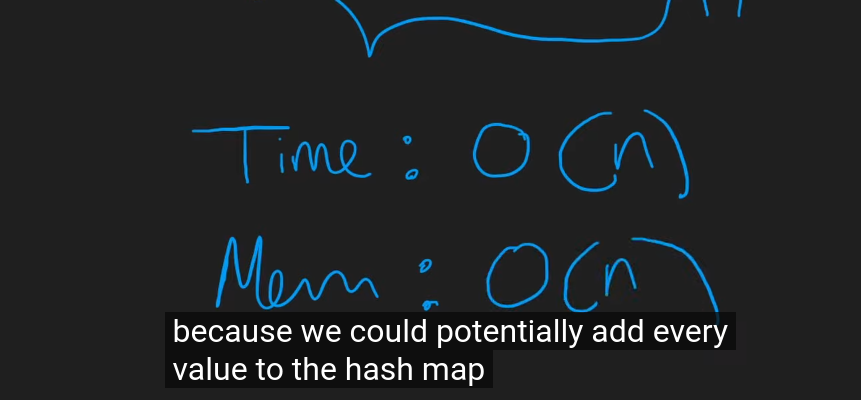 Time: O(n)
Mem: O(n)
because we could potentially add every
value to the hash map